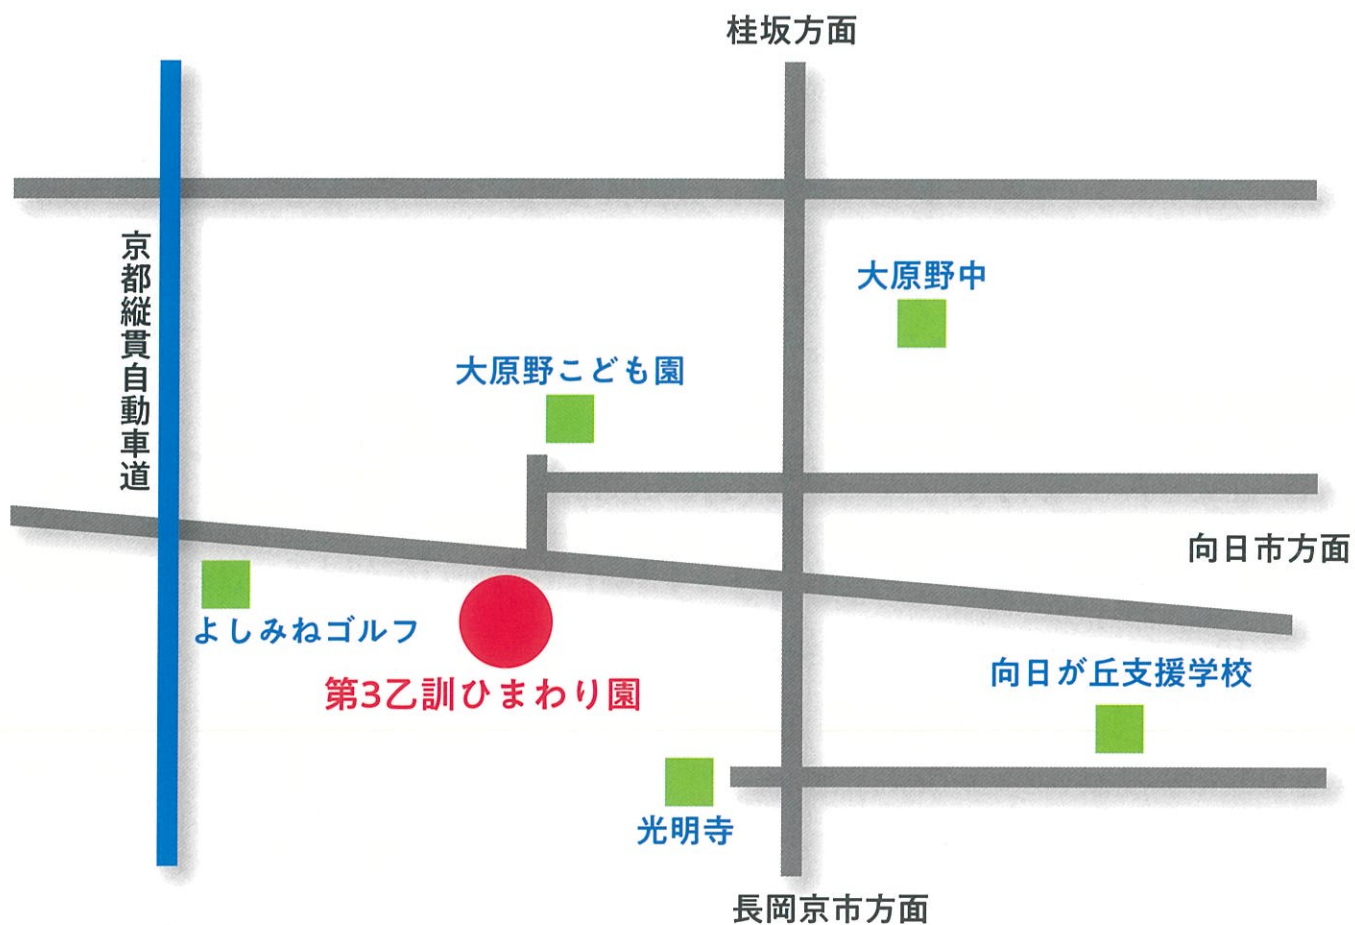 桂坂方面
京都縦貫自動車道
大原野中
大原野こども園
向日市方面
よしみねゴルフ
向日が丘支援学校
第3乙訓ひまわり園
光明寺
長岡京市方面